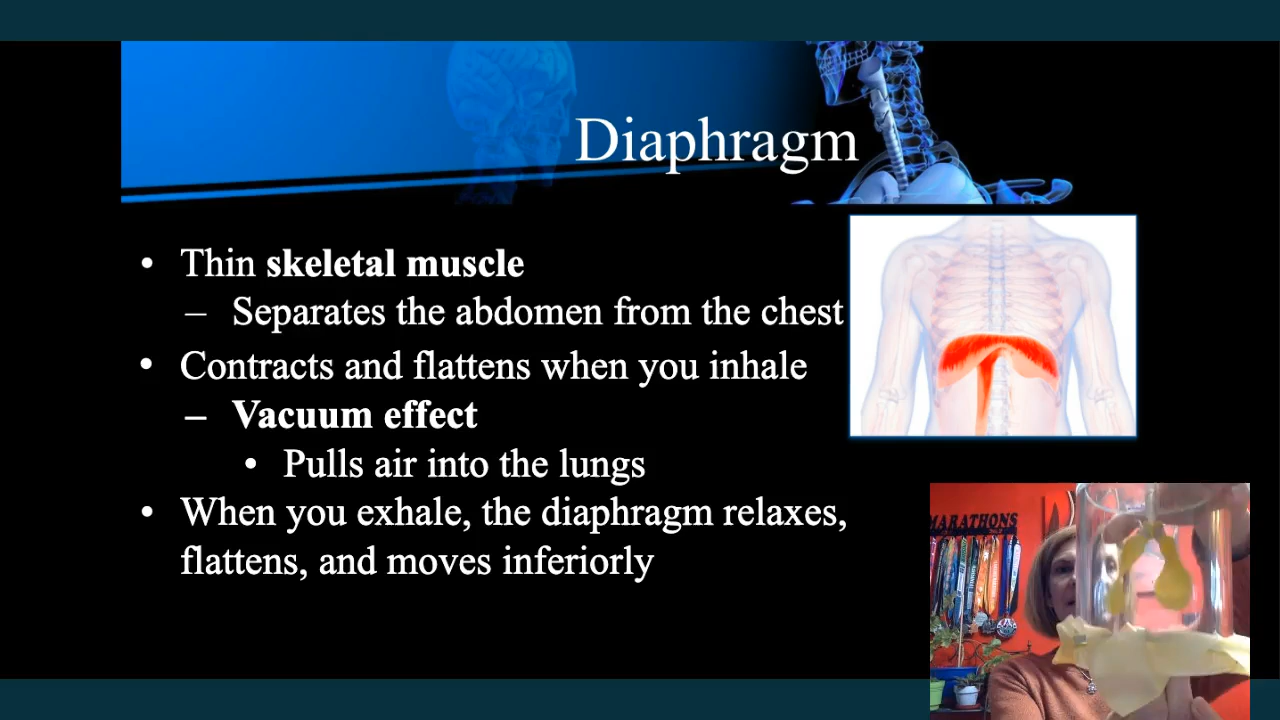 Diaphragm
• Thin skeletal muscle
– Separates the abdomen from the chest
• Contracts and flattens when you inhale
– Vacuum effect
• Pulls air into the lungs
• When you exhale, the diaphragm relaxes,
flattens, and moves inferiorly
MARATHONS